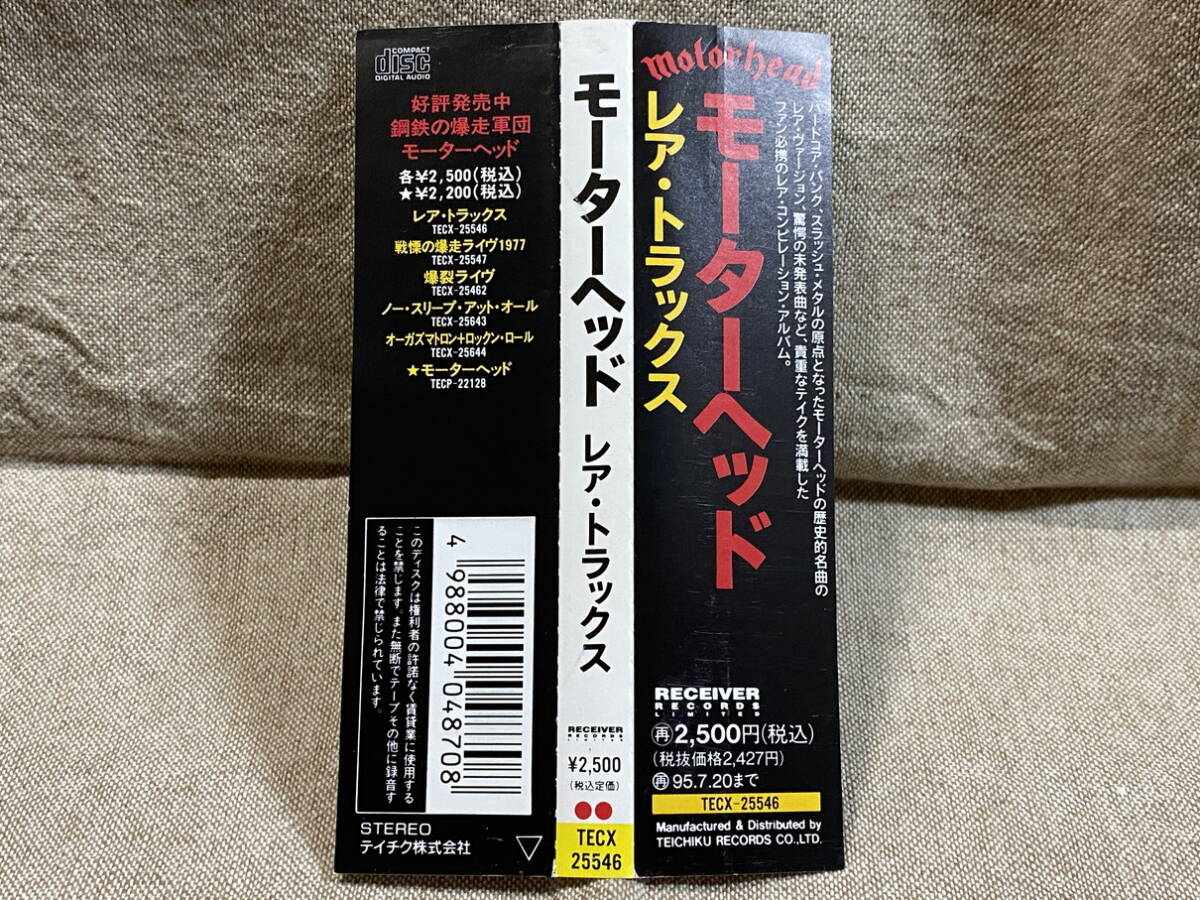 COMPACT
disc
DIGITAL AUDIO
好評発売中
鋼鉄の爆走軍団
モーターヘッド
各¥2,500(税込)
★¥2,200(税込)
レア・トラックス
TECX-25546
戦慄の爆走ライヴ1977
TECX-25547
爆裂ライヴ
TECX-25462
ノー・スリープ・アット・オール
TECX-25643
オーガズマトロン+ロックン・ロール
TECX-25644
★モーターヘッド
TECP-22128
このディスクは権利者の許諾なく賃貸業に使用する
ことを禁じます。また無断でテープその他に録音す
ることは法律で禁じられています。
4 988004 048708
STEREO
テイチク株式会社
モーターヘッド レア・トラックス
RECEIVER
RECORDS
LIMITED
¥2,500
(税込定価)
TECX
25546
motorhead
モーターヘッド
レア・トラックス
ハードコア・パンク、スラッシュ・メタルの原点となったモーターヘッドの歴史的名曲の
レア・ヴァージョン、驚愕の未発表曲など、貴重なテイクを満載した
ファン必携のレア・コンピレーション・アルバム。
RECEIVER
RECORDS
LIMITED
再2,500円(税込)
(税抜価格2,427円)
再95.7.20まで
TECX-25546
Manufactured & Distributed by
TEICHIKU RECORDS CO.,LTD.